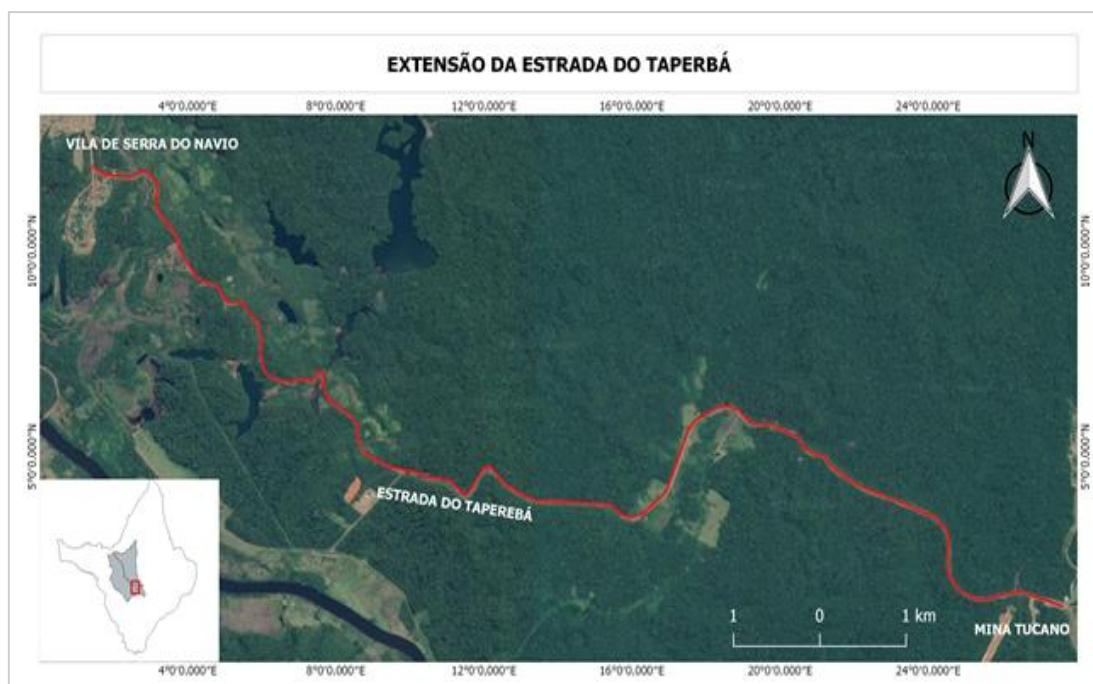 EXTENSÃO DA ESTRADA DO TAPERBÁ
4°0'0.000"E 8°0'0.000"E 12°0'0.000"E 16°0'0.000"E 20°0'0.000"E 24°0'0.000"E
VILA DE SERRA DO NAVIO
N
10°0'0.000"N 10°0'0.000"N
5°0'0.000"N 5°0'0.000"N
ESTRADA DO TAPEREBÁ
1 0 1 km
MINA TUCANO
4°0'0.000"E 8°0'0.000"E 12°0'0.000"E 16°0'0.000"E 20°0'0.000"E 24°0'0.000"E